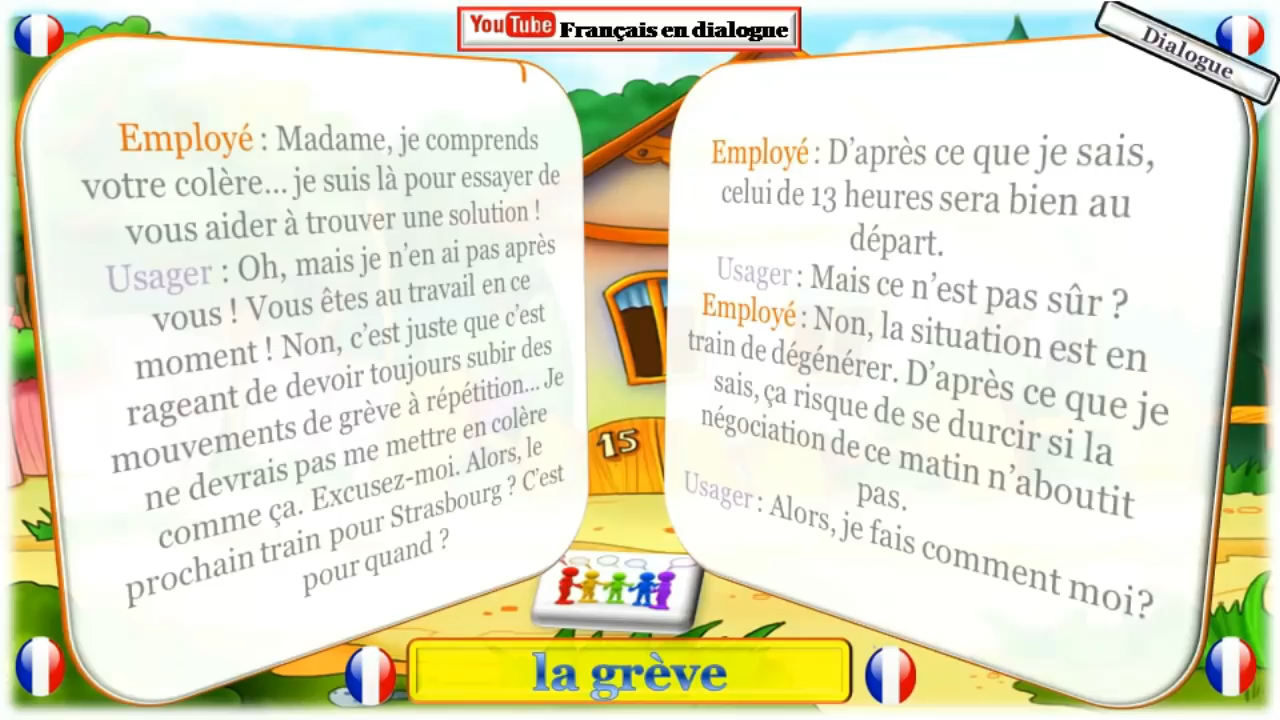 YouTube Français en dialogue
Dialogue
Employé : Madame, je comprends
votre colère... je suis là pour essayer de
vous aider à trouver une solution !
Usager : Oh, mais je n'en ai pas après
vous ! Vous êtes au travail en ce
moment ! Non, c'est juste que c'est
rageant de devoir toujours subir des
mouvements de grève à répétition... Je
ne devrais pas me mettre en colère
comme ça. Excusez-moi. Alors, le
prochain train pour Strasbourg ? C'est
pour quand ?
Employé : D'après ce que je sais,
celui de 13 heures sera bien au
départ.
Usager : Mais ce n'est pas sûr ?
Employé : Non, la situation est en
train de dégénérer. D'après ce que je
sais, ça risque de se durcir si la
négociation de ce matin n'aboutit
pas.
Usager : Alors, je fais comment moi?
15
la grève